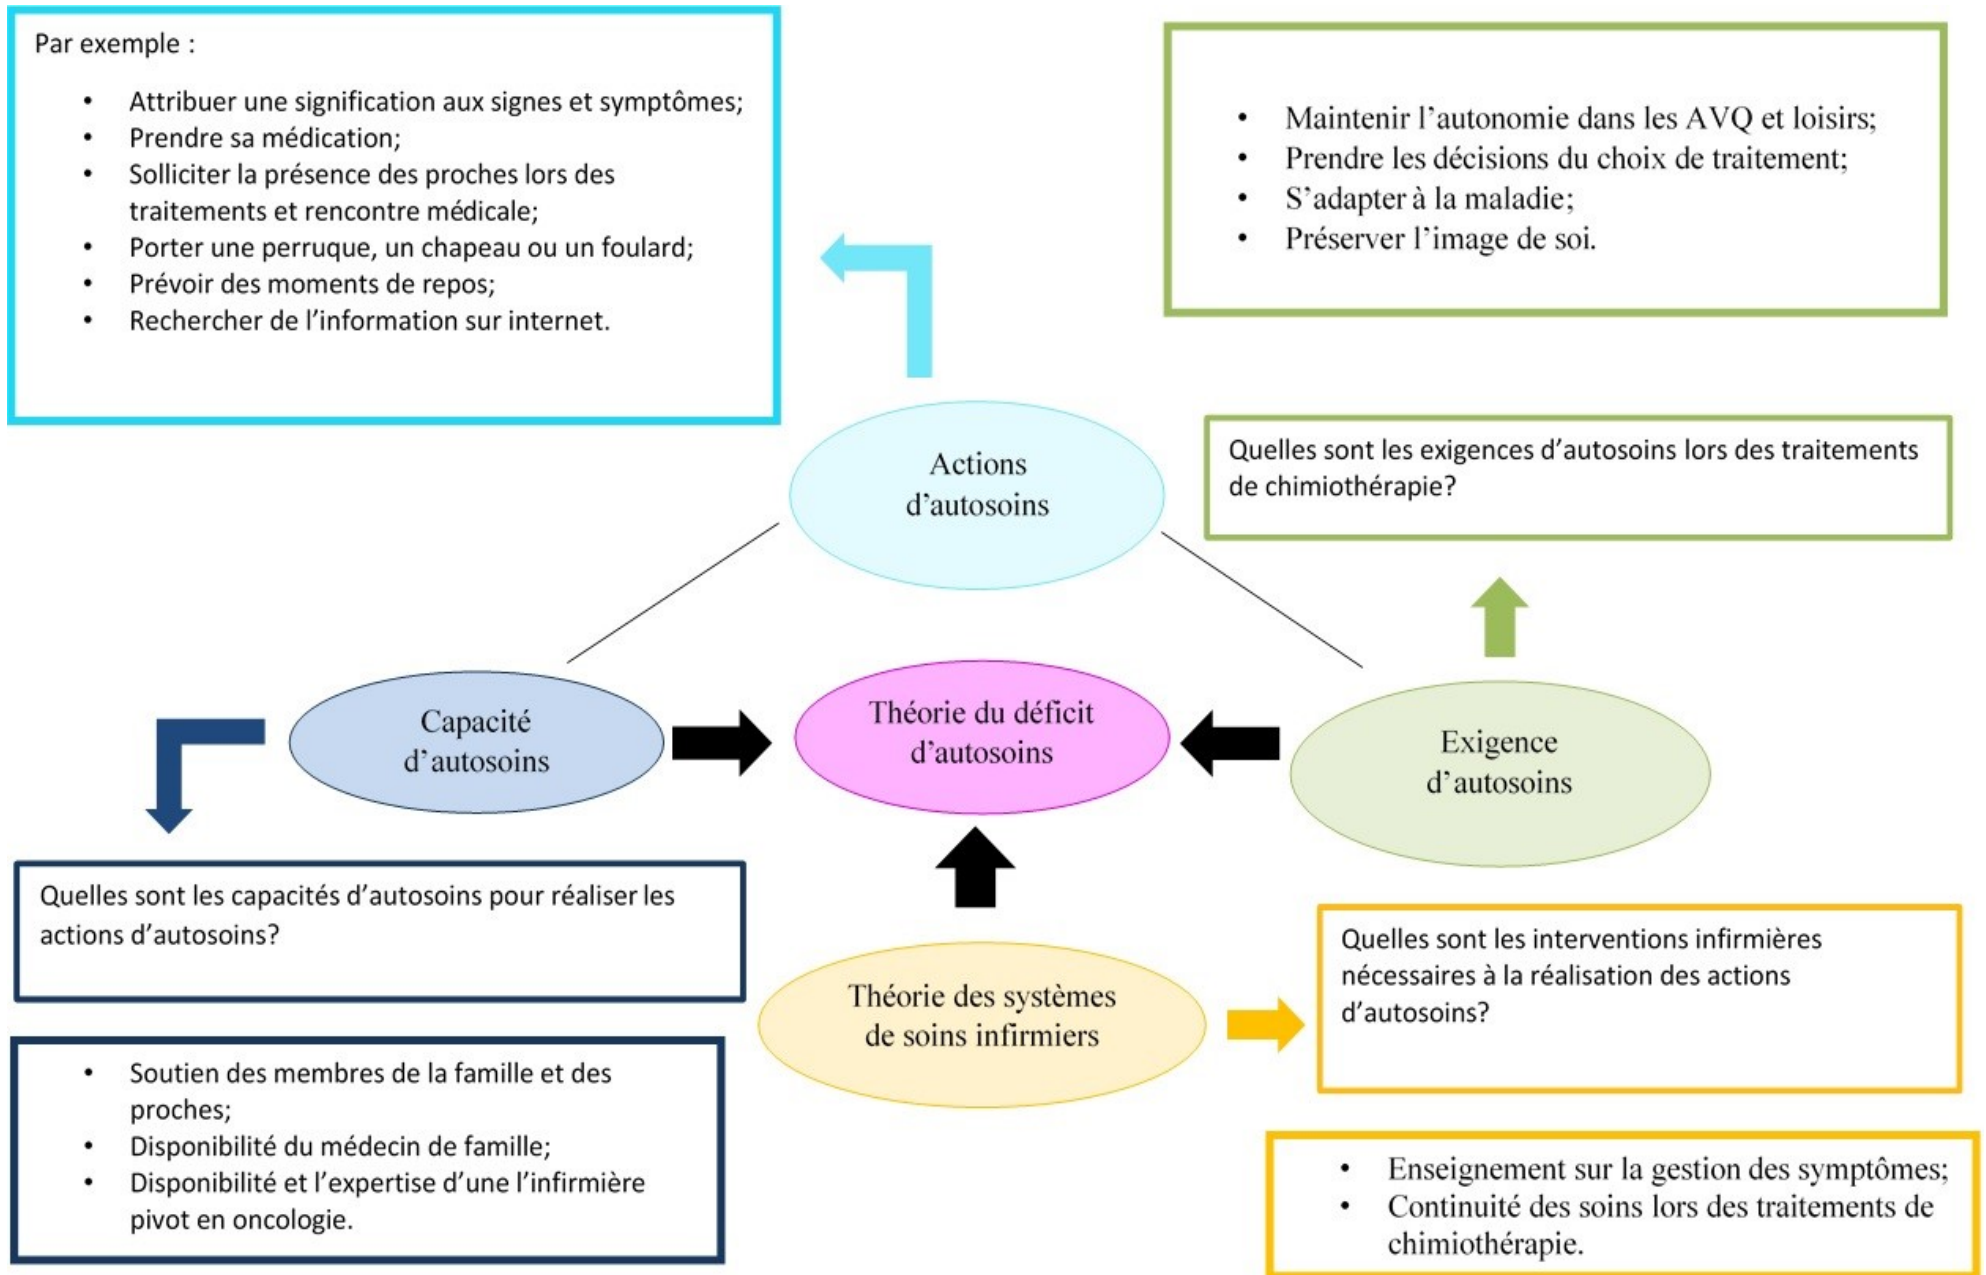 Par exemple :
• Attribuer une signification aux signes et symptômes;
• Prendre sa médication;
• Solliciter la présence des proches lors des
traitements et rencontre médicale;
• Porter une perruque, un chapeau ou un foulard;
• Prévoir des moments de repos;
• Rechercher de l'information sur internet.
• Maintenir l'autonomie dans les AVQ et loisirs;
• Prendre les décisions du choix de traitement;
• S'adapter à la maladie;
• Préserver l'image de soi.
Actions
d'autosoins
Quelles sont les exigences d'autosoins lors des traitements
de chimiothérapie?
Capacité
d'autosoins
Théorie du déficit
d'autosoins
Exigence
d'autosoins
Quelles sont les capacités d'autosoins pour réaliser les
actions d'autosoins?
Théorie des systèmes
de soins infirmiers
Quelles sont les interventions infirmières
nécessaires à la réalisation des actions
d'autosoins?
• Soutien des membres de la famille et des
proches;
• Disponibilité du médecin de famille;
• Disponibilité et l'expertise d'une l'infirmière
pivot en oncologie.
• Enseignement sur la gestion des symptômes;
• Continuité des soins lors des traitements de
chimiothérapie.